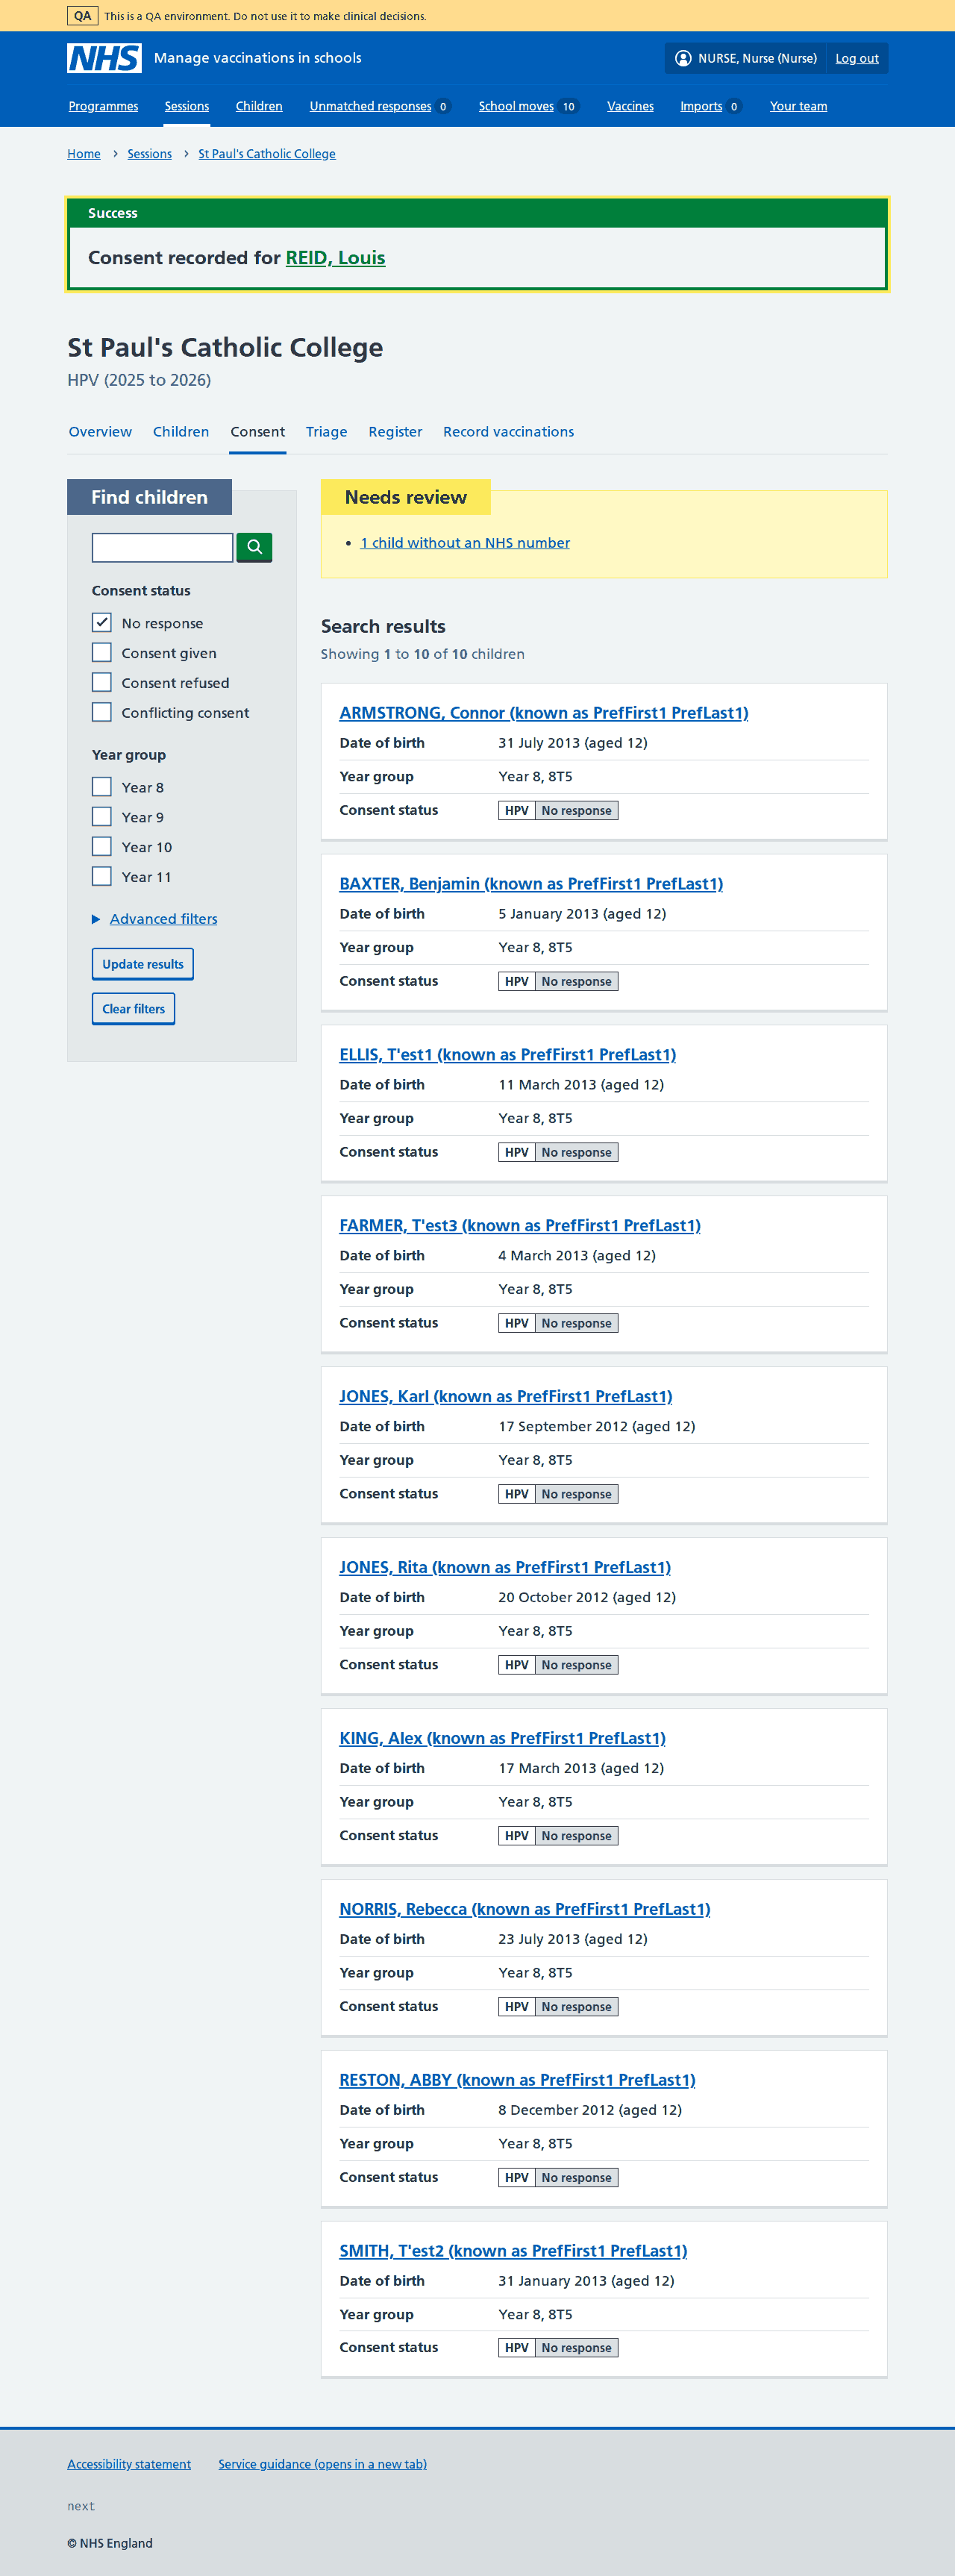 QA This is a QA environment. Do not use it to make clinical decisions.
NHS Manage vaccinations in schools NURSE, Nurse (Nurse) Log out
Programmes Sessions Children Unmatched responses 0 School moves 10 Vaccines Imports 0 Your team
Home > Sessions > St Paul's Catholic College
Success
Consent recorded for REID, Louis
St Paul's Catholic College
HPV (2025 to 2026)
Overview Children Consent Triage Register Record vaccinations
Find children
Consent status
No response
Consent given
Consent refused
Conflicting consent
Year group
Year 8
Year 9
Year 10
Year 11
Advanced filters
Update results
Clear filters
Needs review
1 child without an NHS number
Search results
Showing 1 to 10 of 10 children
ARMSTRONG, Connor (known as PrefFirst1 PrefLast1)
Date of birth 31 July 2013 (aged 12)
Year group Year 8, 8T5
Consent status HPV No response
BAXTER, Benjamin (known as PrefFirst1 PrefLast1)
Date of birth 5 January 2013 (aged 12)
Year group Year 8, 8T5
Consent status HPV No response
ELLIS, T'est1 (known as PrefFirst1 PrefLast1)
Date of birth 11 March 2013 (aged 12)
Year group Year 8, 8T5
Consent status HPV No response
FARMER, T'est3 (known as PrefFirst1 PrefLast1)
Date of birth 4 March 2013 (aged 12)
Year group Year 8, 8T5
Consent status HPV No response
JONES, Karl (known as PrefFirst1 PrefLast1)
Date of birth 17 September 2012 (aged 12)
Year group Year 8, 8T5
Consent status HPV No response
JONES, Rita (known as PrefFirst1 PrefLast1)
Date of birth 20 October 2012 (aged 12)
Year group Year 8, 8T5
Consent status HPV No response
KING, Alex (known as PrefFirst1 PrefLast1)
Date of birth 17 March 2013 (aged 12)
Year group Year 8, 8T5
Consent status HPV No response
NORRIS, Rebecca (known as PrefFirst1 PrefLast1)
Date of birth 23 July 2013 (aged 12)
Year group Year 8, 8T5
Consent status HPV No response
RESTON, ABBY (known as PrefFirst1 PrefLast1)
Date of birth 8 December 2012 (aged 12)
Year group Year 8, 8T5
Consent status HPV No response
SMITH, T'est2 (known as PrefFirst1 PrefLast1)
Date of birth 31 January 2013 (aged 12)
Year group Year 8, 8T5
Consent status HPV No response
Accessibility statement Service guidance (opens in a new tab)
next
© NHS England